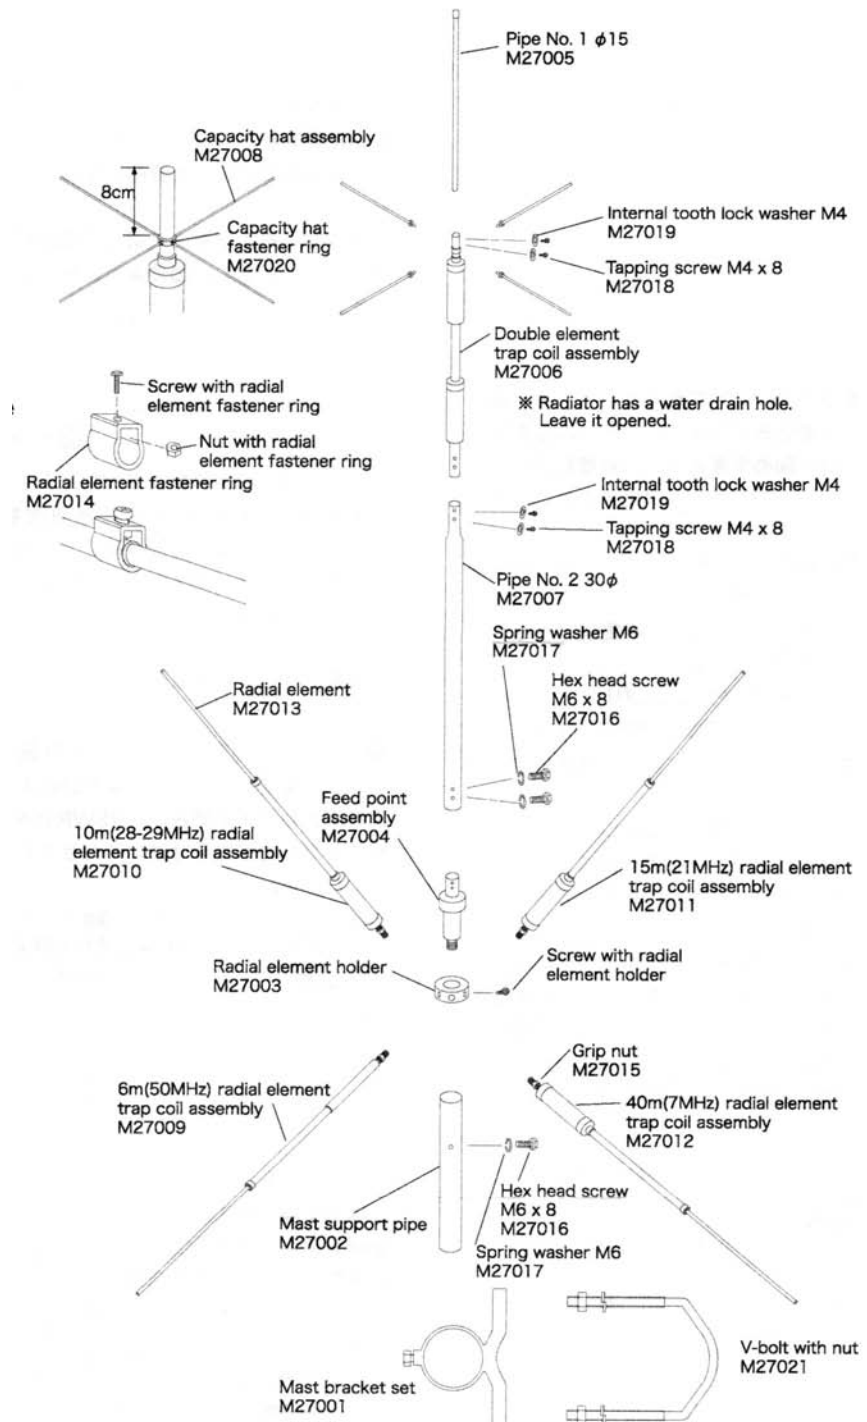 Pipe No. 1 φ15
M27005
Capacity hat assembly
M27008
8cm
Capacity hat
fastener ring
M27020
Internal tooth lock washer M4
M27019
Tapping screw M4 x 8
M27018
Double element
trap coil assembly
M27006
※ Radiator has a water drain hole.
Leave it opened.
Screw with radial
element fastener ring
Nut with radial
element fastener ring
Radial element fastener ring
M27014
Internal tooth lock washer M4
M27019
Tapping screw M4 x 8
M27018
Pipe No. 2 30φ
M27007
Spring washer M6
M27017
Hex head screw
M6 x 8
M27016
Radial element
M27013
Feed point
assembly
M27004
10m(28-29MHz) radial
element trap coil assembly
M27010
15m(21MHz) radial element
trap coil assembly
M27011
Radial element holder
M27003
Screw with radial
element holder
Grip nut
M27015
6m(50MHz) radial element
trap coil assembly
M27009
40m(7MHz) radial element
trap coil assembly
M27012
Hex head screw
M6 x 8
M27016
Mast support pipe
M27002
Spring washer M6
M27017
V-bolt with nut
M27021
Mast bracket set
M27001